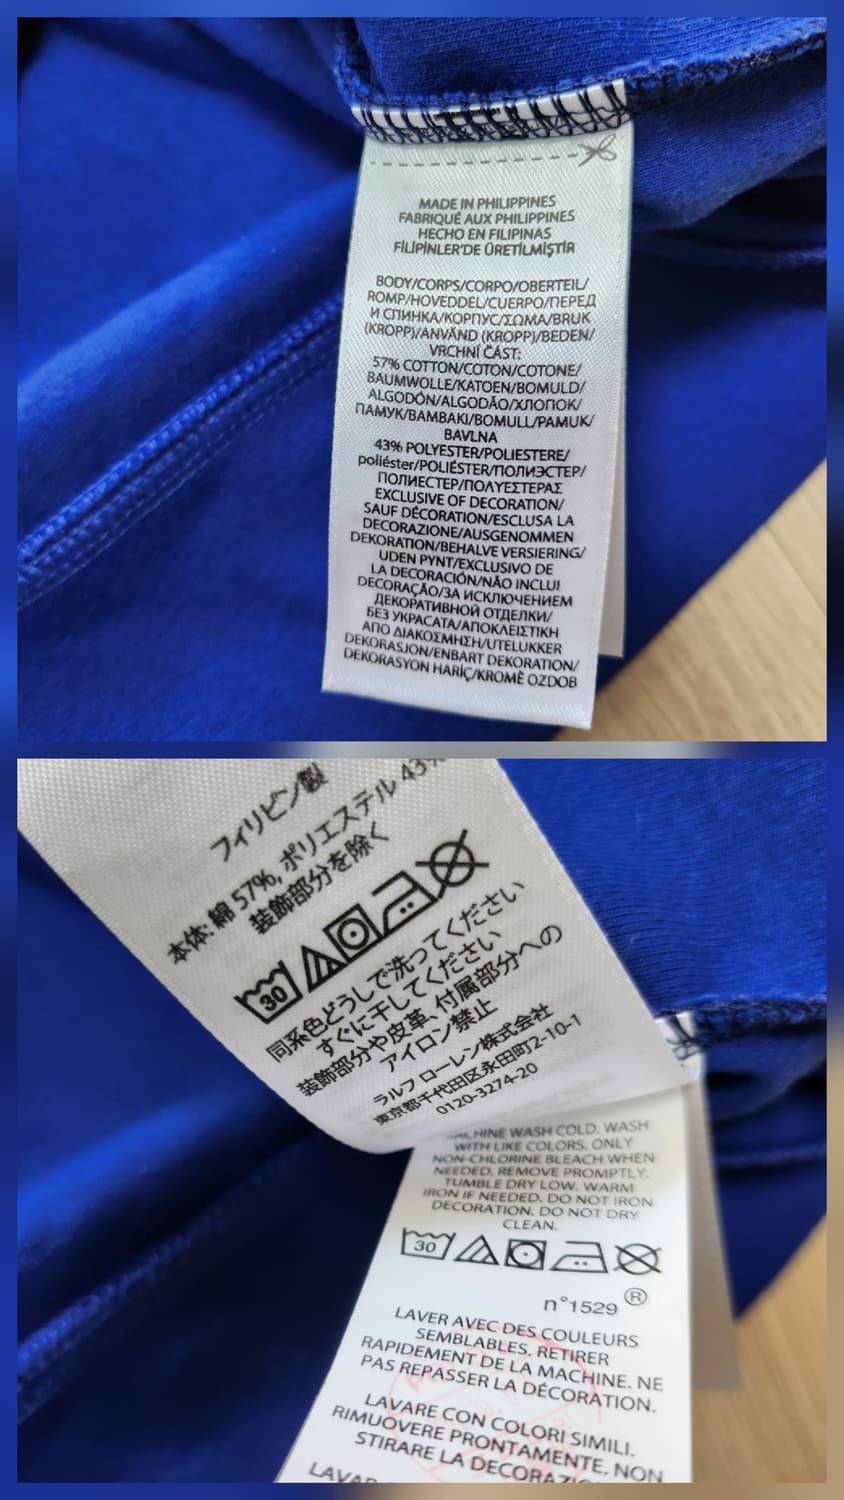 MADE IN PHILIPPINES
FABRIQUÉ AUX PHILIPPINES
HECHO EN FILIPINAS
FİLİPİNLER'DE ÜRETİLMİŞTİR
BODY/CORPS/CORPO/OBERTEIL/
ROMP/HOVEDDEL/CUERPO/ПЕРЕД
И СПИНКА/КОРПУС/ΣΩΜΑ/BRUK
(KROPP)/ANVÄND (KROPP)/BEDEN/
VRCHNÍ ČÁST:
57% COTTON/COTON/COTONE/
BAUMWOLLE/KATOEN/BOMULD/
ALGODÓN/ALGODÃO/ХЛОПОК/
ПАМУК/ΒΑΜΒΑΚΙ/BOMULL/PAMUK/
BAVLNA
43% POLYESTER/POLIESTERE/
poliéster/POLIÉSTER/ПОЛИЭСТЕР/
ПОЛИЕСТЕР/ΠΟΛΥΕΣΤΕΡΑΣ
EXCLUSIVE OF DECORATION/
SAUF DÉCORATION/ESCLUSA LA
DECORAZIONE/AUSGENOMMEN
DEKORATION/BEHALVE VERSIERING/
UDEN PYNT/EXCLUSIVO DE
LA DECORACIÓN/NÃO INCLUI
DECORAÇÃO/ЗА ИСКЛЮЧЕНИЕМ
ДЕКОРАТИВНОЙ ОТДЕЛКИ/
БЕЗ УКРАСАТА/ΑΠΟΚΛΕΙΣΤΙΚΗ
ΑΠΟ ΔΙΑΚΟΣΜΗΣΗ/UTELUKKER
DEKORASJON/ENBART DEKORATION/
DEKORASYON HARİÇ/KROMĚ OZDOB
フィリピン製
本体: 綿 57%, ポリエステル 43%
装飾部分を除く
30
同系色どうしで洗ってください
すぐに干してください
装飾部分や皮革、付属部分への
アイロン禁止
ラルフ ローレン株式会社
東京都千代田区永田町2-10-1
0120-3274-20
MACHINE WASH COLD. WASH
WITH LIKE COLORS. ONLY
NON-CHLORINE BLEACH WHEN
NEEDED. REMOVE PROMPTLY.
TUMBLE DRY LOW. WARM
IRON IF NEEDED. DO NOT IRON
DECORATION. DO NOT DRY
CLEAN.
30
n°1529 ®
LAVER AVEC DES COULEURS
SEMBLABLES. RETIRER
RAPIDEMENT DE LA MACHINE. NE
PAS REPASSER LA DÉCORATION.
LAVARE CON COLORI SIMILI.
RIMUOVERE PRONTAMENTE. NON
STIRARE LA DECORAZIO
LAVAR